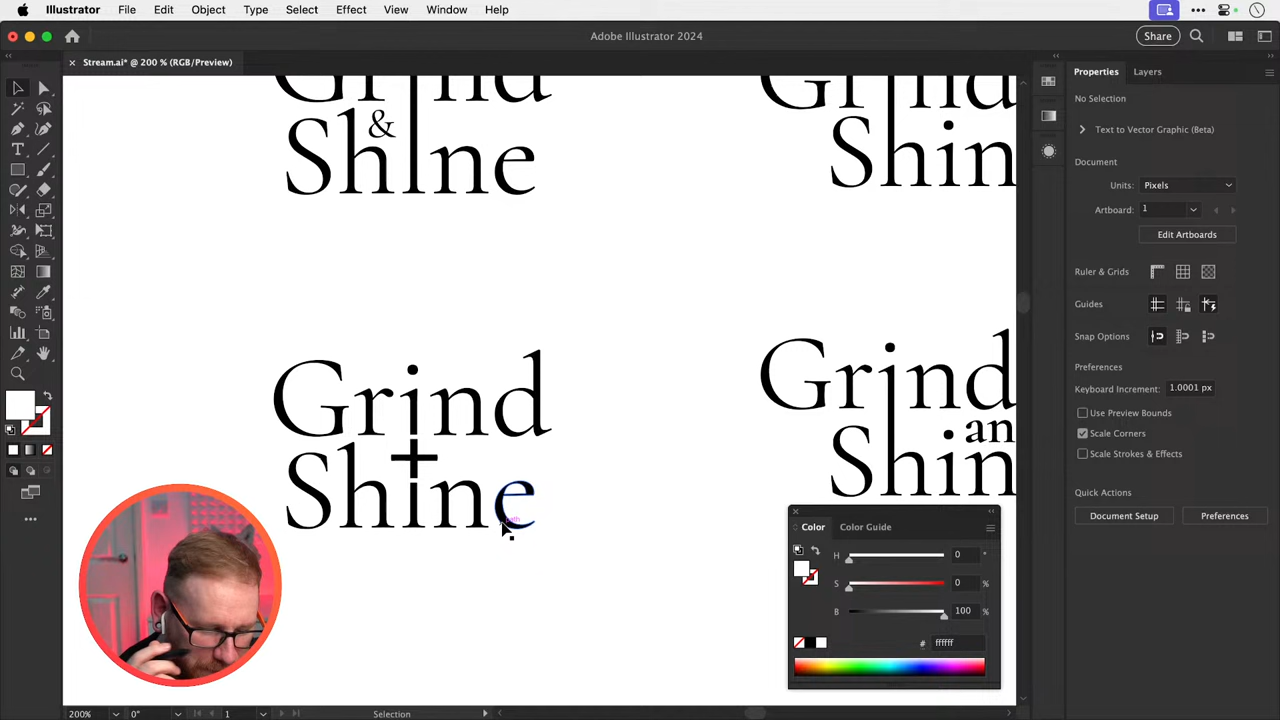 Illustrator File Edit Object Type Select Effect View Window Help
Adobe Illustrator 2024
Share
Stream.ai* @ 200 % (RGB/Preview)
Properties Layers
No Selection
Text to Vector Graphic (Beta)
Document
Units: Pixels
Artboard: 1
Edit Artboards
Ruler & Grids
Guides
Snap Options
Preferences
Keyboard Increment: 1.0001 px
Use Preview Bounds
Scale Corners
Scale Strokes & Effects
Quick Actions
Document Setup Preferences
Grind
&
Shine
Grind
Shin
Grind
+
Shine
path
Grind
an
Shin
Color Color Guide
H 0 °
S 0 %
B 100 %
# ffffff
200% 0° 1 Selection